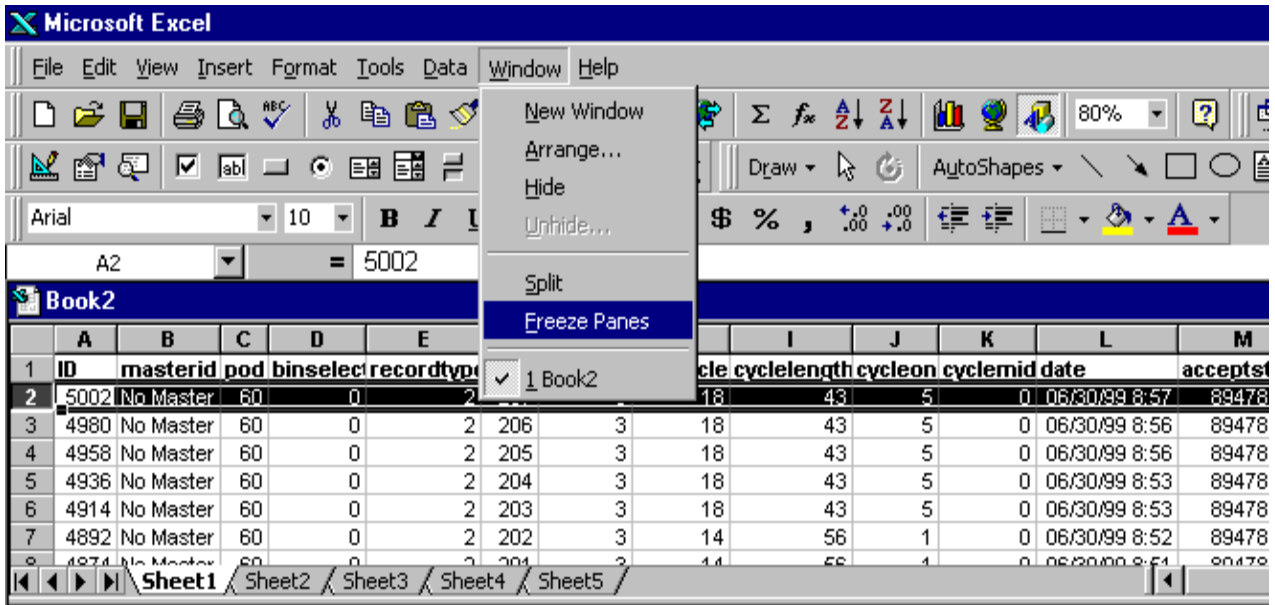 Microsoft Excel
File Edit View Insert Format Tools Data Window Help
ABC Σ fx A Z Z A 80% ?
ab Draw AutoShapes
Arial 10 B I $ % , .0 .00 .00 .0 A
A2 = 5002
New Window
Arrange...
Hide
Unhide...
Split
Freeze Panes
✓ 1 Book2
Book2
A B C D E I J K L M
1 ID masterid pod binselect recordtype cle cyclelength cycleon cyclemid date acceptst
2 5002 No Master 60 0 2 18 43 5 0 06/30/99 8:57 89478
3 4980 No Master 60 0 2 206 3 18 43 5 0 06/30/99 8:56 89478
4 4958 No Master 60 0 2 205 3 18 43 5 0 06/30/99 8:56 89478
5 4936 No Master 60 0 2 204 3 18 43 5 0 06/30/99 8:53 89478
6 4914 No Master 60 0 2 203 3 18 43 5 0 06/30/99 8:53 89478
7 4892 No Master 60 0 2 202 3 14 56 1 0 06/30/99 8:52 89478
Sheet1 Sheet2 Sheet3 Sheet4 Sheet5